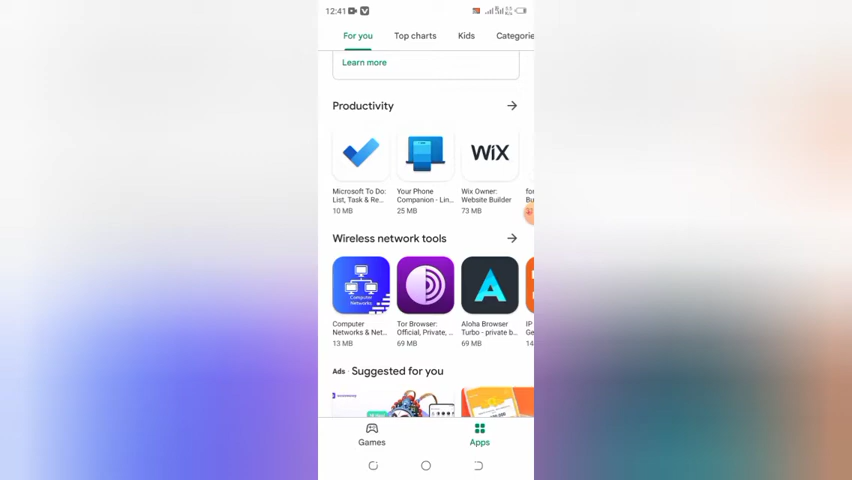 12:41
For you Top charts Kids Categorie
Learn more
Productivity
WiX
Microsoft To Do: Your Phone Wix Owner: for
List, Task & Re... Companion - Lin... Website Builder Bu
10 MB 25 MB 73 MB
Wireless network tools
Computer
Networks
Computer Tor Browser: Aloha Browser IP
Networks & Net... Official, Private, ... Turbo - private b... Ge
13 MB 69 MB 69 MB 14
Ads · Suggested for you
Games Apps